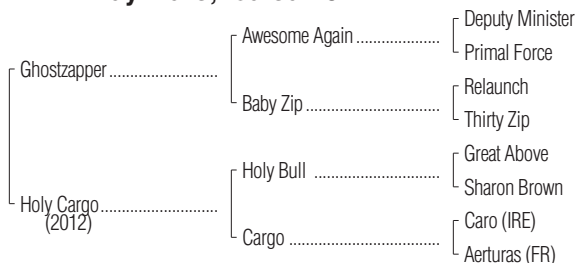 Deputy Minister
Awesome Again
Primal Force
Ghostzapper
Relaunch
Baby Zip
Thirty Zip
Great Above
Holy Bull
Sharon Brown
Holy Cargo
(2012)
Caro (IRE)
Cargo
Aerturas (FR)